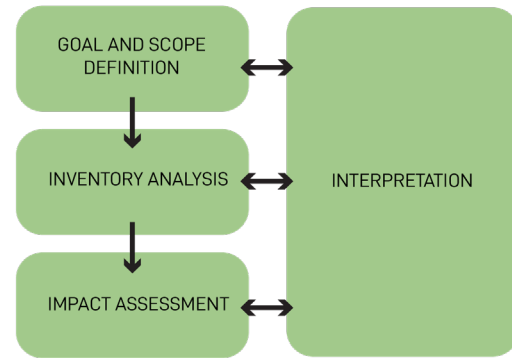 GOAL AND SCOPE
DEFINITION
INVENTORY ANALYSIS
INTERPRETATION
IMPACT ASSESSMENT